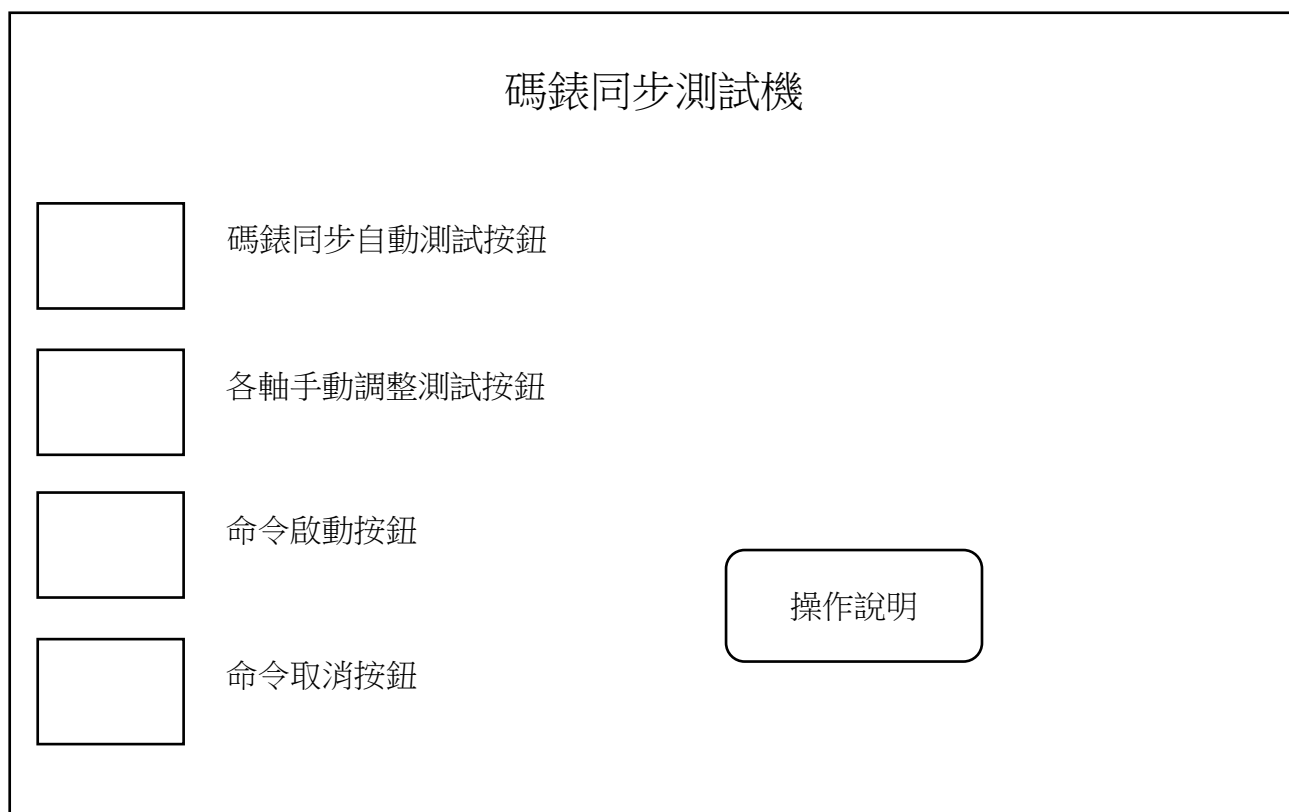 碼錶同步測試機
碼錶同步自動測試按鈕
各軸手動調整測試按鈕
命令啟動按鈕
操作說明
命令取消按鈕